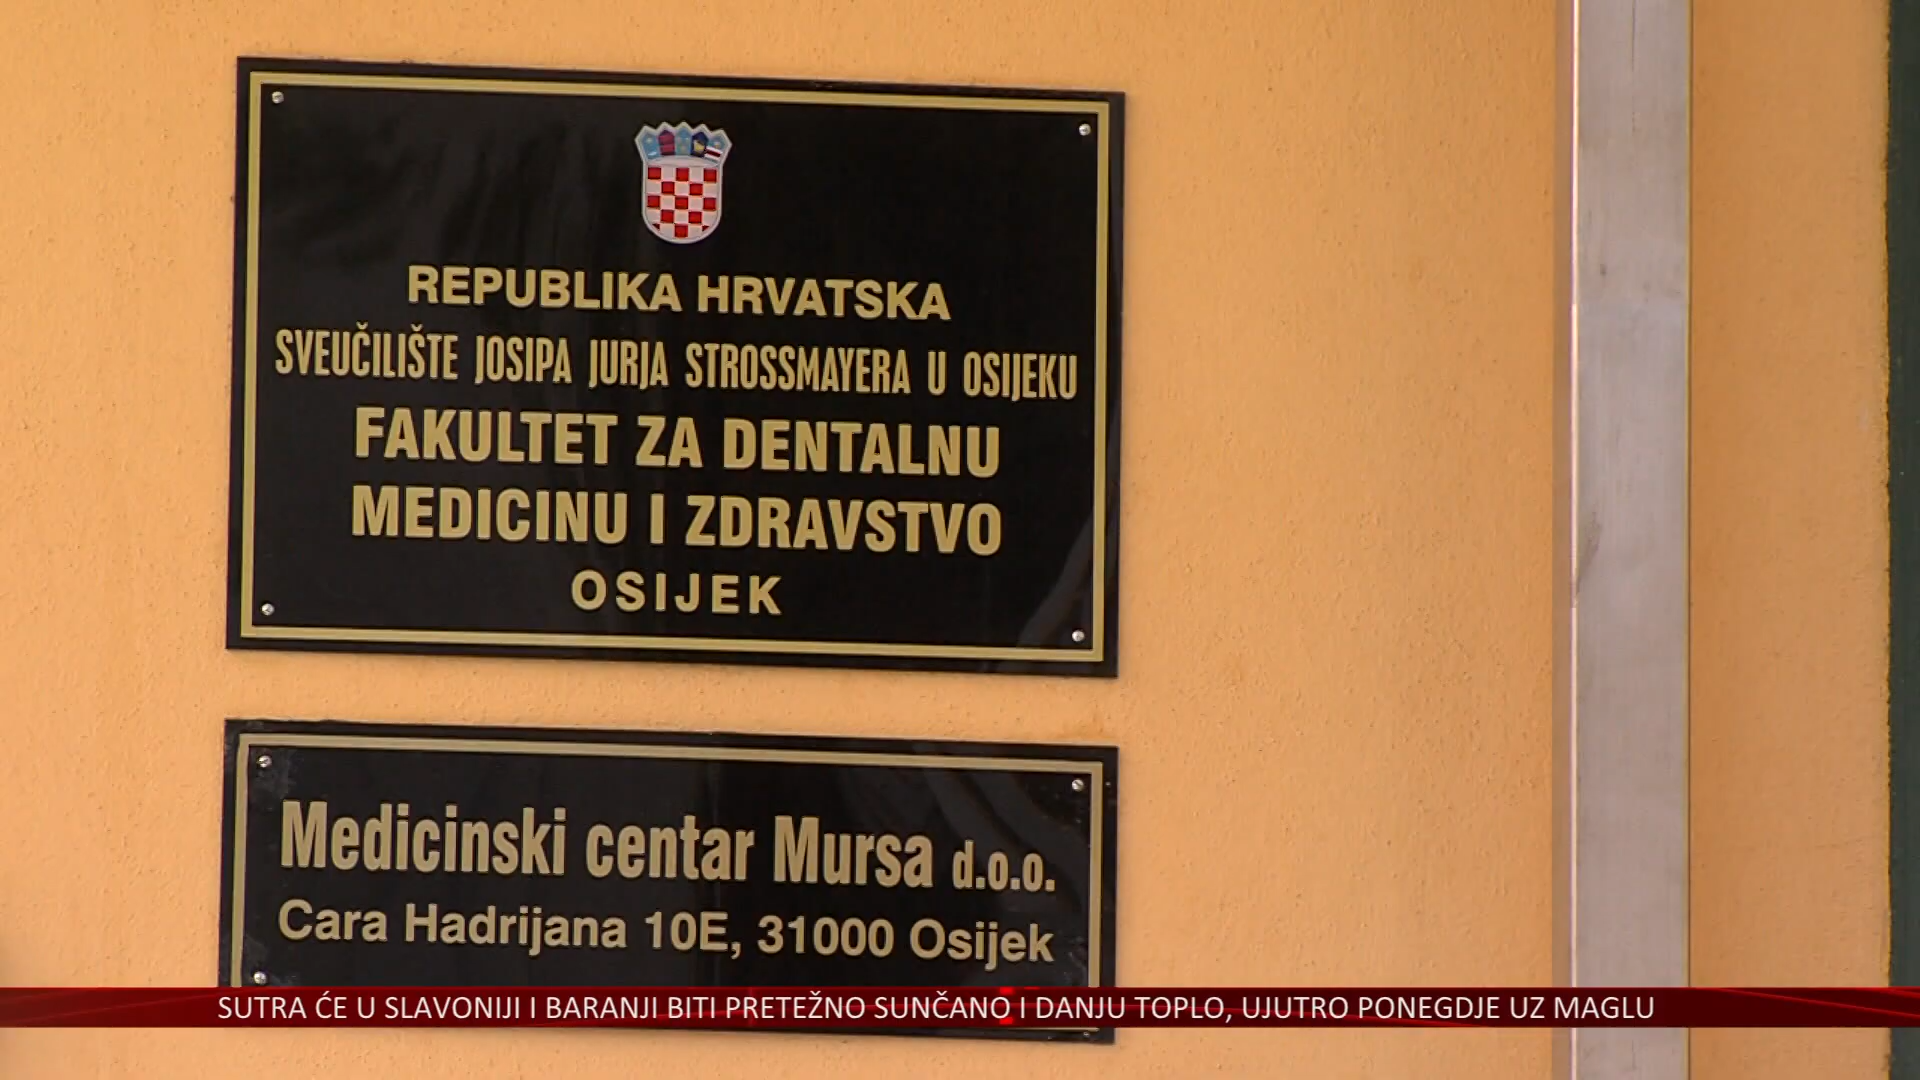 REPUBLIKA HRVATSKA
SVEUČILIŠTE JOSIPA JURJA STROSSMAYERA U OSIJEKU
FAKULTET ZA DENTALNU
MEDICINU I ZDRAVSTVO
OSIJEK
Medicinski centar Mursa d.o.o.
Cara Hadrijana 10E, 31000 Osijek
SUTRA ĆE U SLAVONIJI I BARANJI BITI PRETEŽNO SUNČANO I DANJU TOPLO, UJUTRO PONEGDJE UZ MAGLU